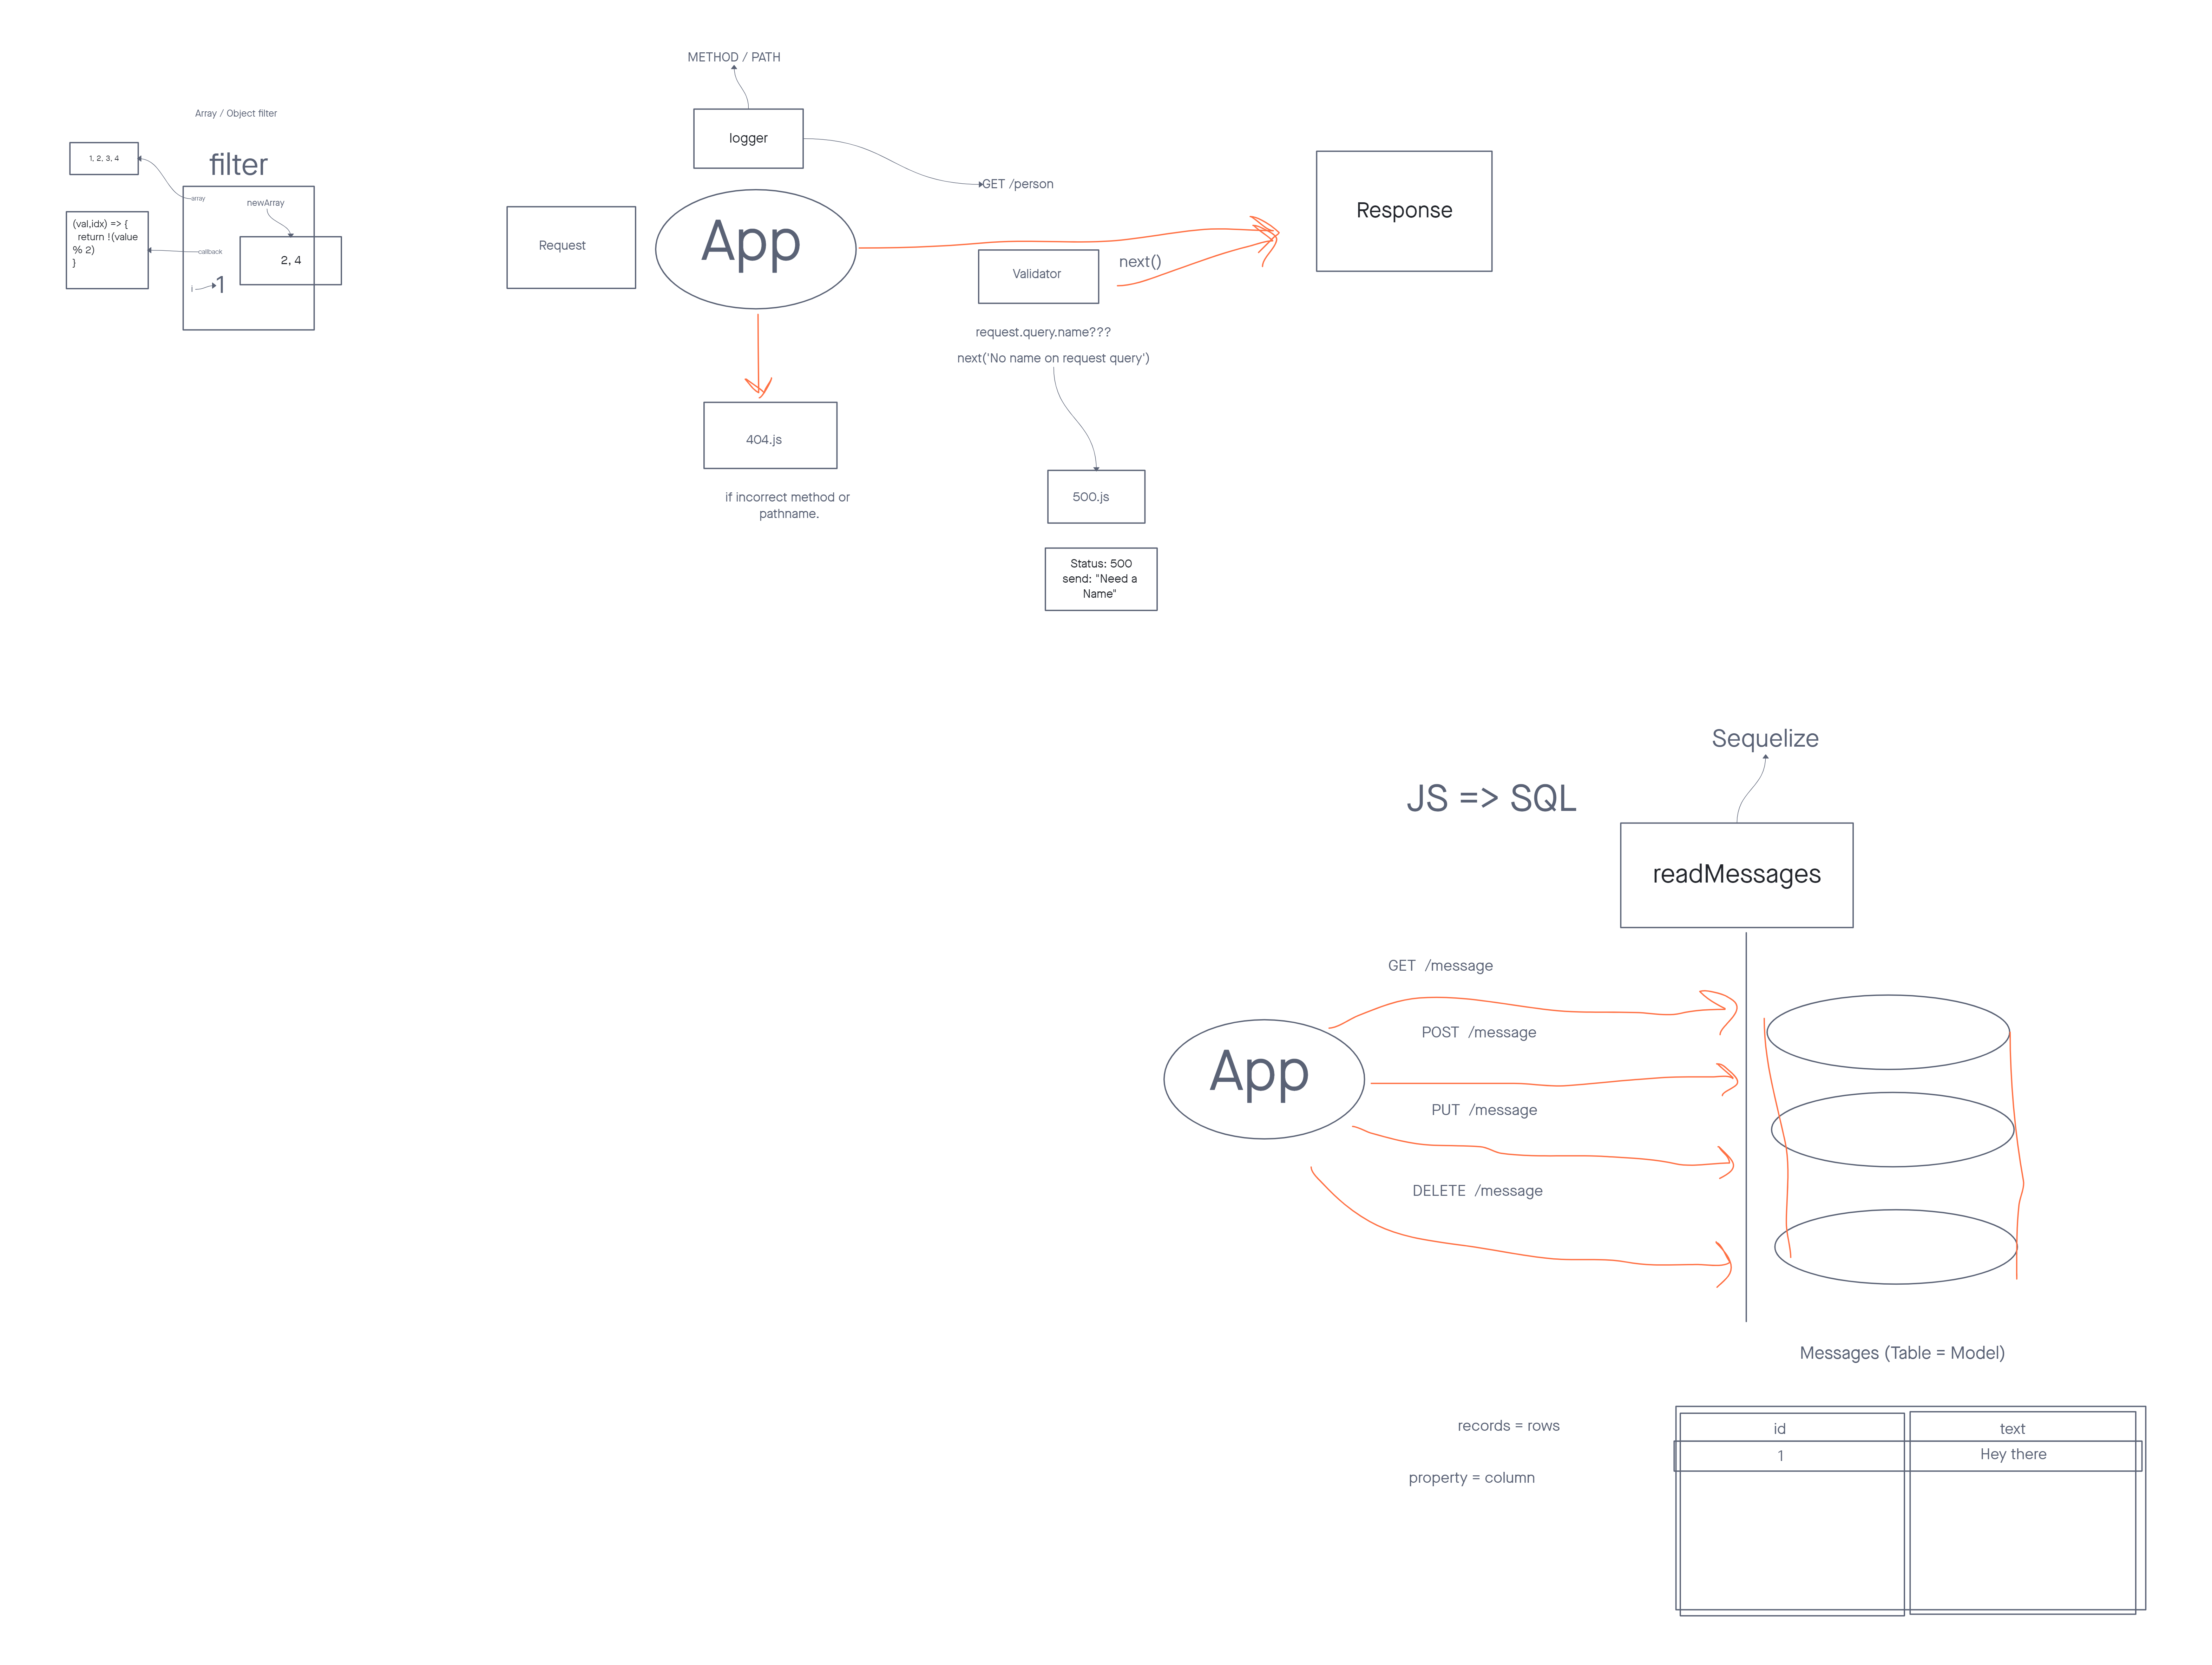 Array / Object filter
filter
1, 2, 3, 4
array
newArray
(val,idx) => {
return !(value
% 2)
}
callback
2, 4
i
1
METHOD / PATH
logger
GET /person
Request
App
Response
Validator
next()
request.query.name???
next('No name on request query')
404.js
if incorrect method or
pathname.
500.js
Status: 500
send: "Need a
Name"
Sequelize
JS => SQL
readMessages
GET /message
POST /message
App
PUT /message
DELETE /message
Messages (Table = Model)
records = rows
property = column
id
text
1
Hey there